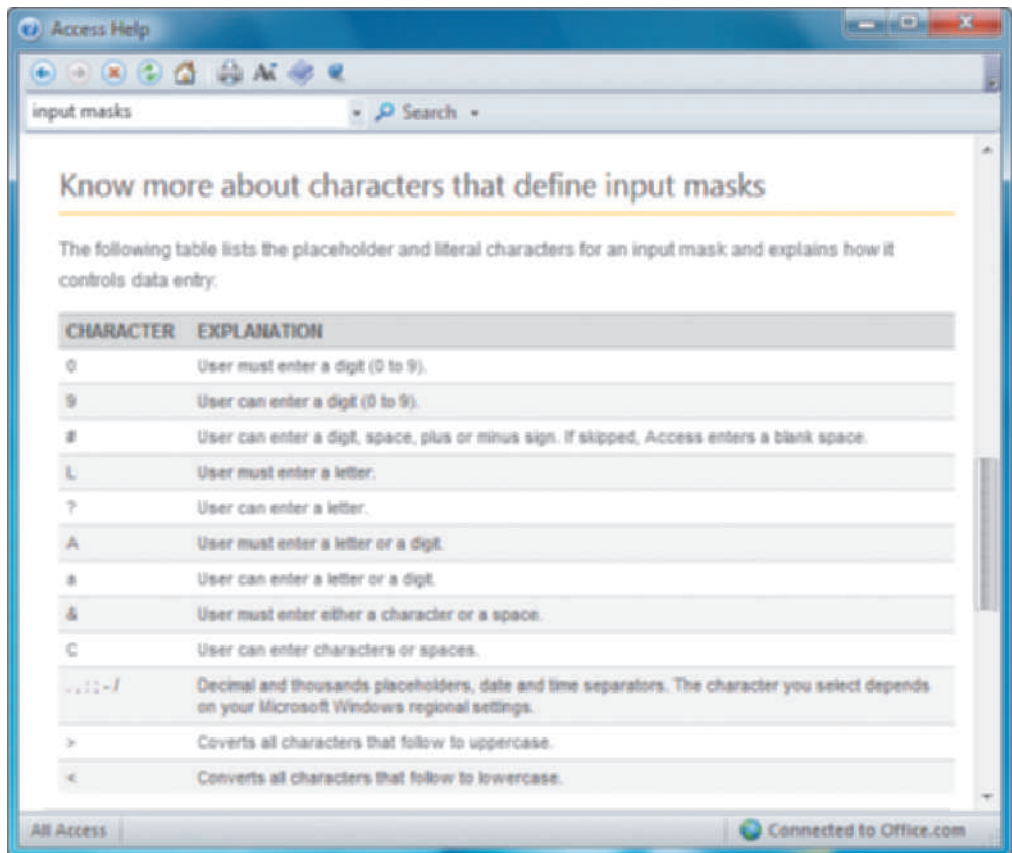 Access Help
input masks Search
Know more about characters that define input masks
The following table lists the placeholder and literal characters for an input mask and explains how it
controls data entry:
CHARACTER EXPLANATION
0 User must enter a digit (0 to 9).
9 User can enter a digit (0 to 9).
# User can enter a digit, space, plus or minus sign. If skipped, Access enters a blank space.
L User must enter a letter.
? User can enter a letter.
A User must enter a letter or a digit.
a User can enter a letter or a digit.
& User must enter either a character or a space.
C User can enter characters or spaces.
. , : ; - / Decimal and thousands placeholders, date and time separators. The character you select depends
on your Microsoft Windows regional settings.
> Coverts all characters that follow to uppercase.
< Converts all characters that follow to lowercase.
All Access Connected to Office.com